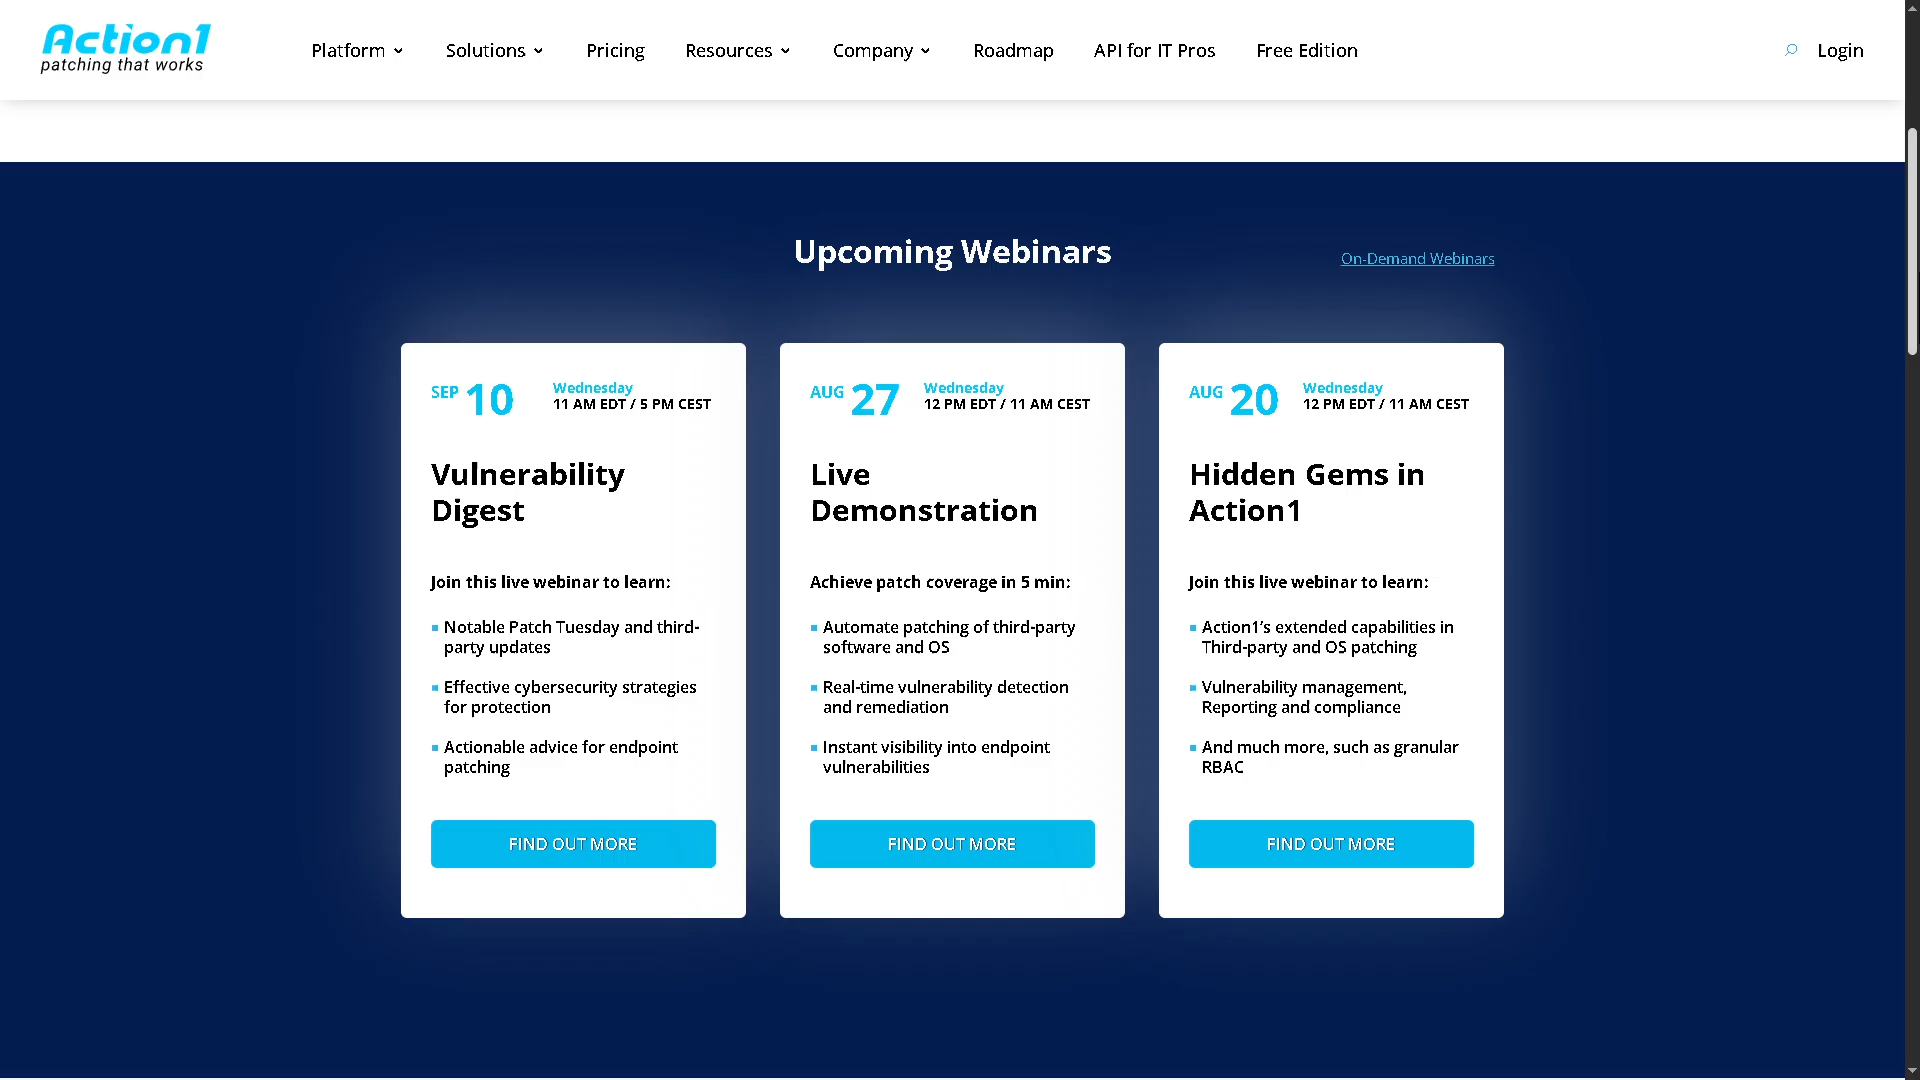 Action1
patching that works
Platform
Solutions
Pricing
Resources
Company
Roadmap
API for IT Pros
Free Edition
Login
Upcoming Webinars
On-Demand Webinars
SEP 10
Wednesday
11 AM EDT / 5 PM CEST
Vulnerability
Digest
Join this live webinar to learn:
Notable Patch Tuesday and third-
party updates
Effective cybersecurity strategies
for protection
Actionable advice for endpoint
patching
FIND OUT MORE
AUG 27
Wednesday
12 PM EDT / 11 AM CEST
Live
Demonstration
Achieve patch coverage in 5 min:
Automate patching of third-party
software and OS
Real-time vulnerability detection
and remediation
Instant visibility into endpoint
vulnerabilities
FIND OUT MORE
AUG 20
Wednesday
12 PM EDT / 11 AM CEST
Hidden Gems in
Action1
Join this live webinar to learn:
Action1’s extended capabilities in
Third-party and OS patching
Vulnerability management,
Reporting and compliance
And much more, such as granular
RBAC
FIND OUT MORE